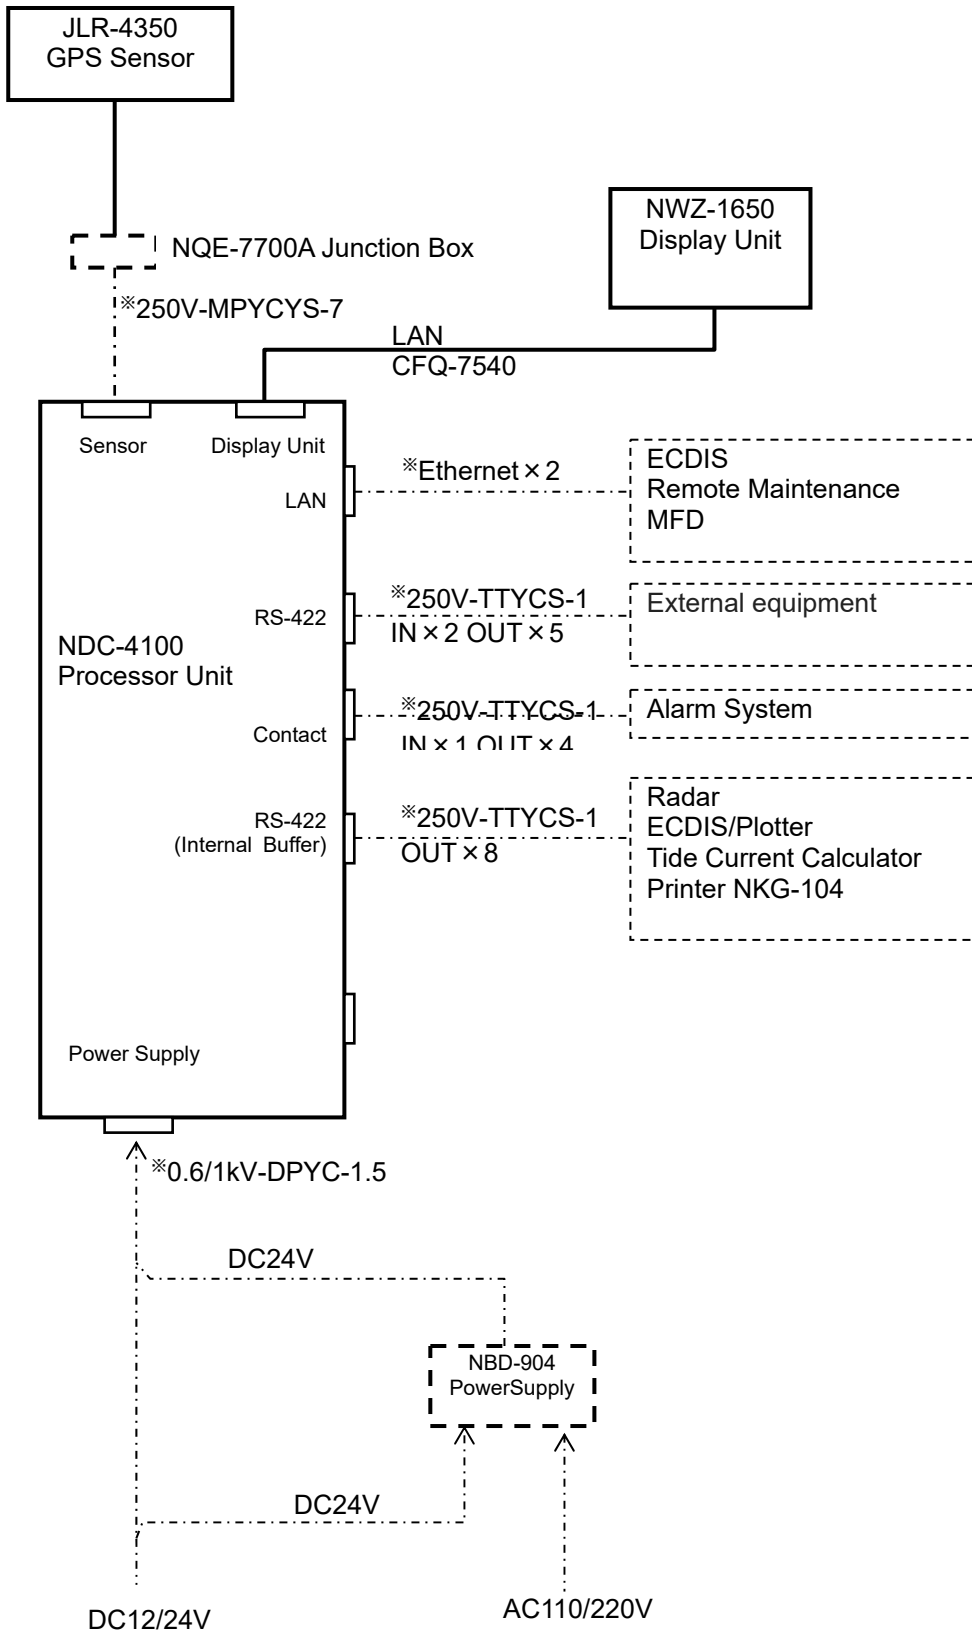 JLR-4350
GPS Sensor
NWZ-1650
Display Unit
NQE-7700A Junction Box
※250V-MPYCYS-7
LAN
CFQ-7540
Sensor
Display Unit
※Ethernet×2
LAN
ECDIS
Remote Maintenance
MFD
※250V-TTYCS-1
IN×2 OUT×5
RS-422
External equipment
NDC-4100
Processor Unit
※250V-TTYCS-1
IN×1 OUT×4
Contact
Alarm System
RS-422
(Internal Buffer)
※250V-TTYCS-1
OUT×8
Radar
ECDIS/Plotter
Tide Current Calculator
Printer NKG-104
Power Supply
※0.6/1kV-DPYC-1.5
DC24V
NBD-904
PowerSupply
DC24V
DC12/24V
AC110/220V